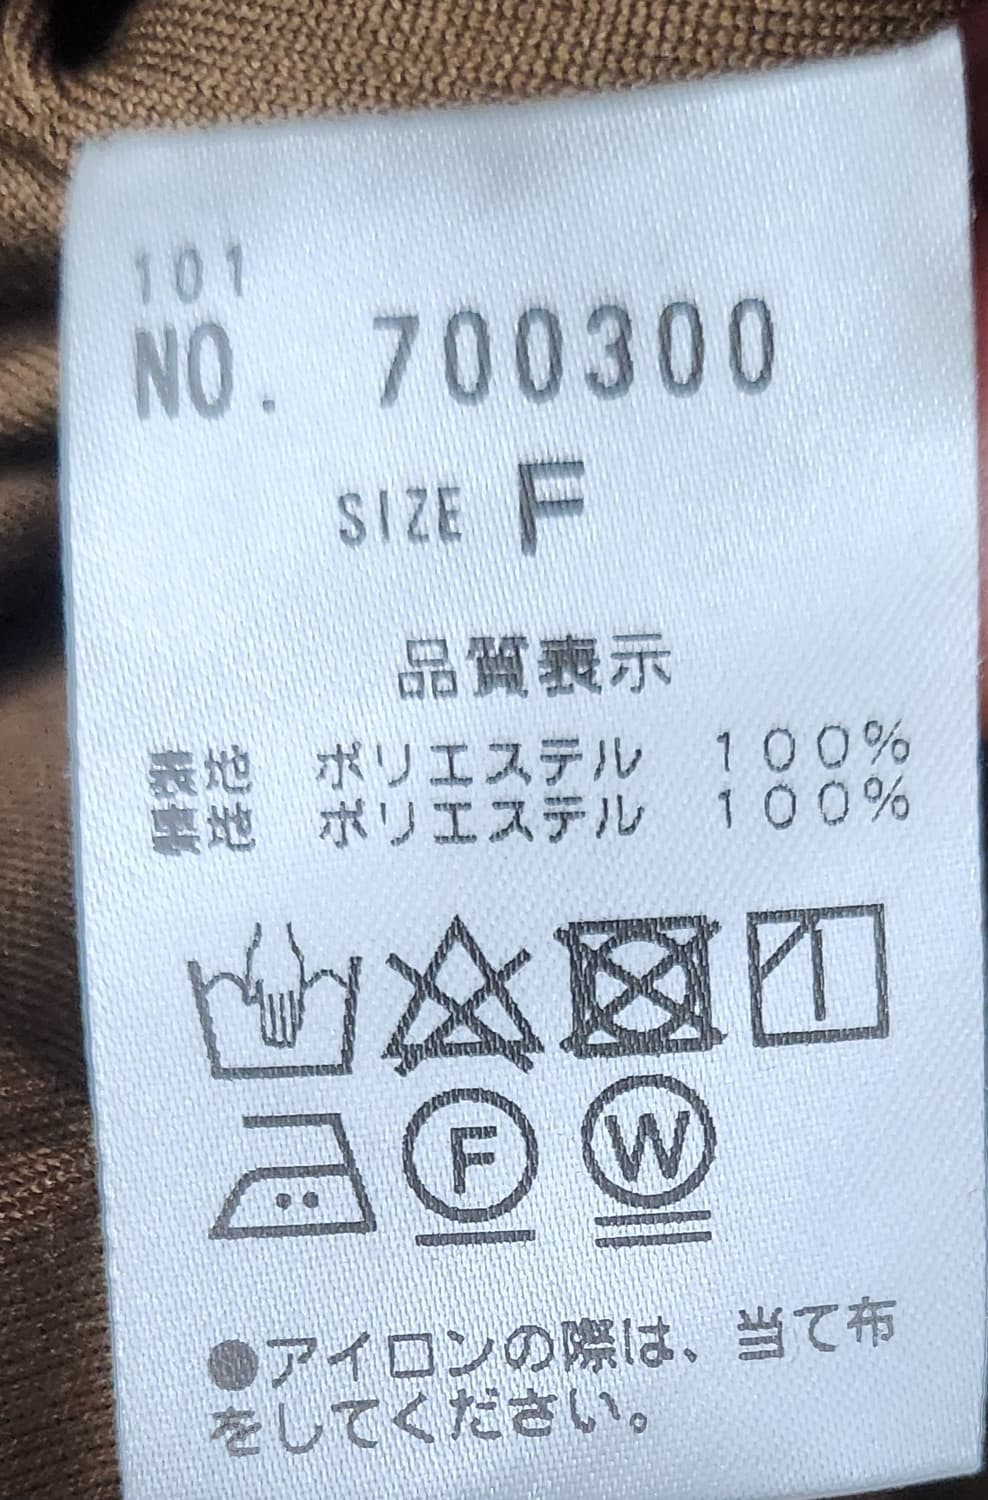 101
NO. 700300
SIZE F
品質表示
表地 ポリエステル 100%
裏地 ポリエステル 100%
F
W
●アイロンの際は、当て布
をしてください。